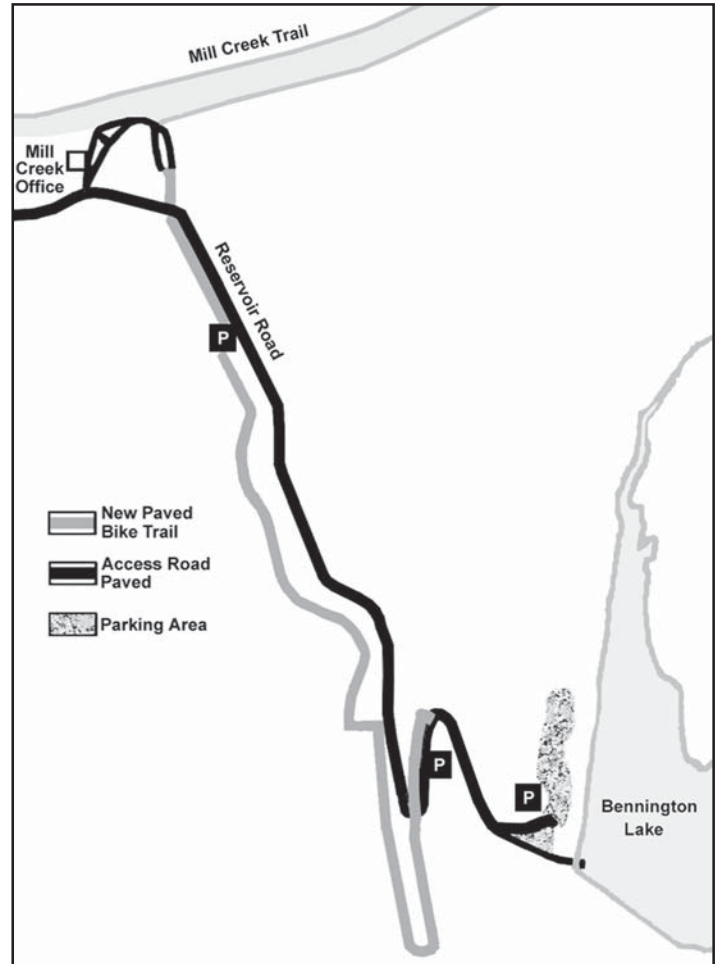 Mill Creek Trail
Mill
Creek
Office
Reservoir Road
P
New Paved
Bike Trail
Access Road
Paved
Parking Area
P
P
Bennington
Lake